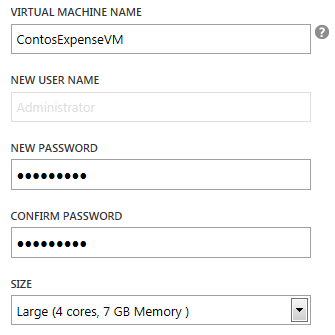 VIRTUAL MACHINE NAME
ContosExpenseVM
?
NEW USER NAME
Administrator
NEW PASSWORD
●●●●●●●●●
CONFIRM PASSWORD
●●●●●●●●●
SIZE
Large (4 cores, 7 GB Memory )